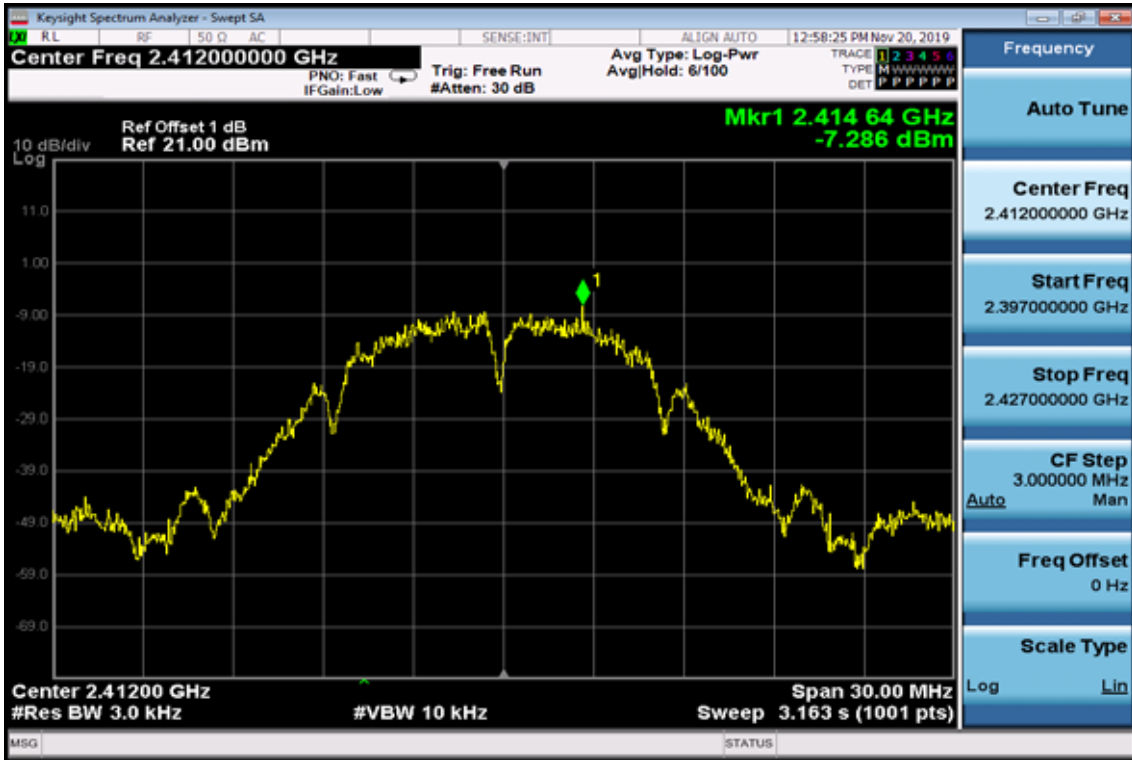 Keysight Spectrum Analyzer - Swept SA
LXI RL RF 50 Ω AC SENSE:INT ALIGN AUTO 12:58:25 PM Nov 20, 2019
Center Freq 2.412000000 GHz
PNO: Fast
IFGain:Low
Trig: Free Run
#Atten: 30 dB
Avg Type: Log-Pwr
Avg|Hold: 6/100
TRACE 1 2 3 4 5 6
TYPE M W W W W W
DET P P P P P P
Mkr1 2.414 64 GHz
-7.286 dBm
Ref Offset 1 dB
10 dB/div Ref 21.00 dBm
Log
11.0
1.00
-9.00
-19.0
-29.0
-39.0
-49.0
-59.0
-69.0
1
Center 2.41200 GHz Span 30.00 MHz
#Res BW 3.0 kHz #VBW 10 kHz Sweep 3.163 s (1001 pts)
MSG STATUS
Frequency
Auto Tune
Center Freq
2.412000000 GHz
Start Freq
2.397000000 GHz
Stop Freq
2.427000000 GHz
CF Step
3.000000 MHz
Auto Man
Freq Offset
0 Hz
Scale Type
Log Lin